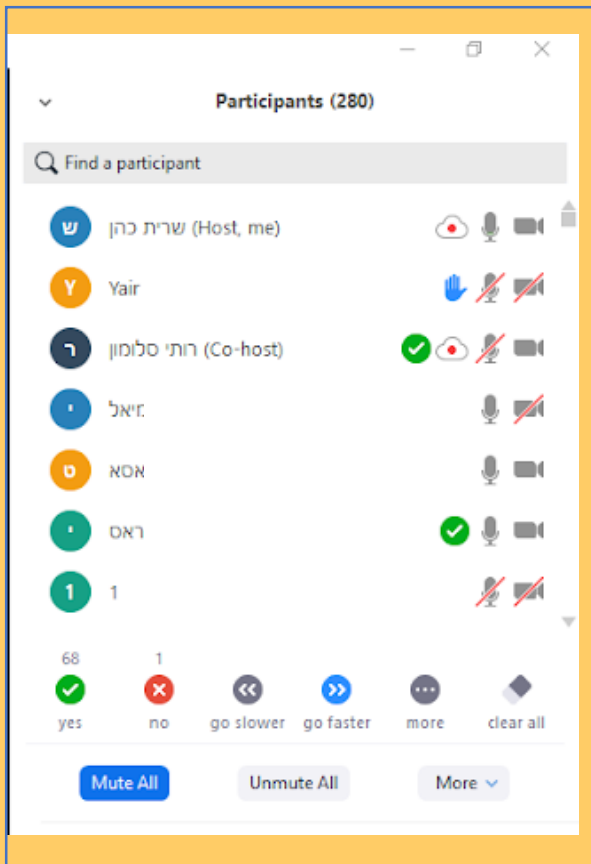 Participants (280)
Find a participant
ש שרית כהן (Host, me)
Y Yair
ר רותי סלומון (Co-host)
י
ט אסא
י ראס
1 1
68 1
yes no go slower go faster more clear all
Mute All Unmute All More